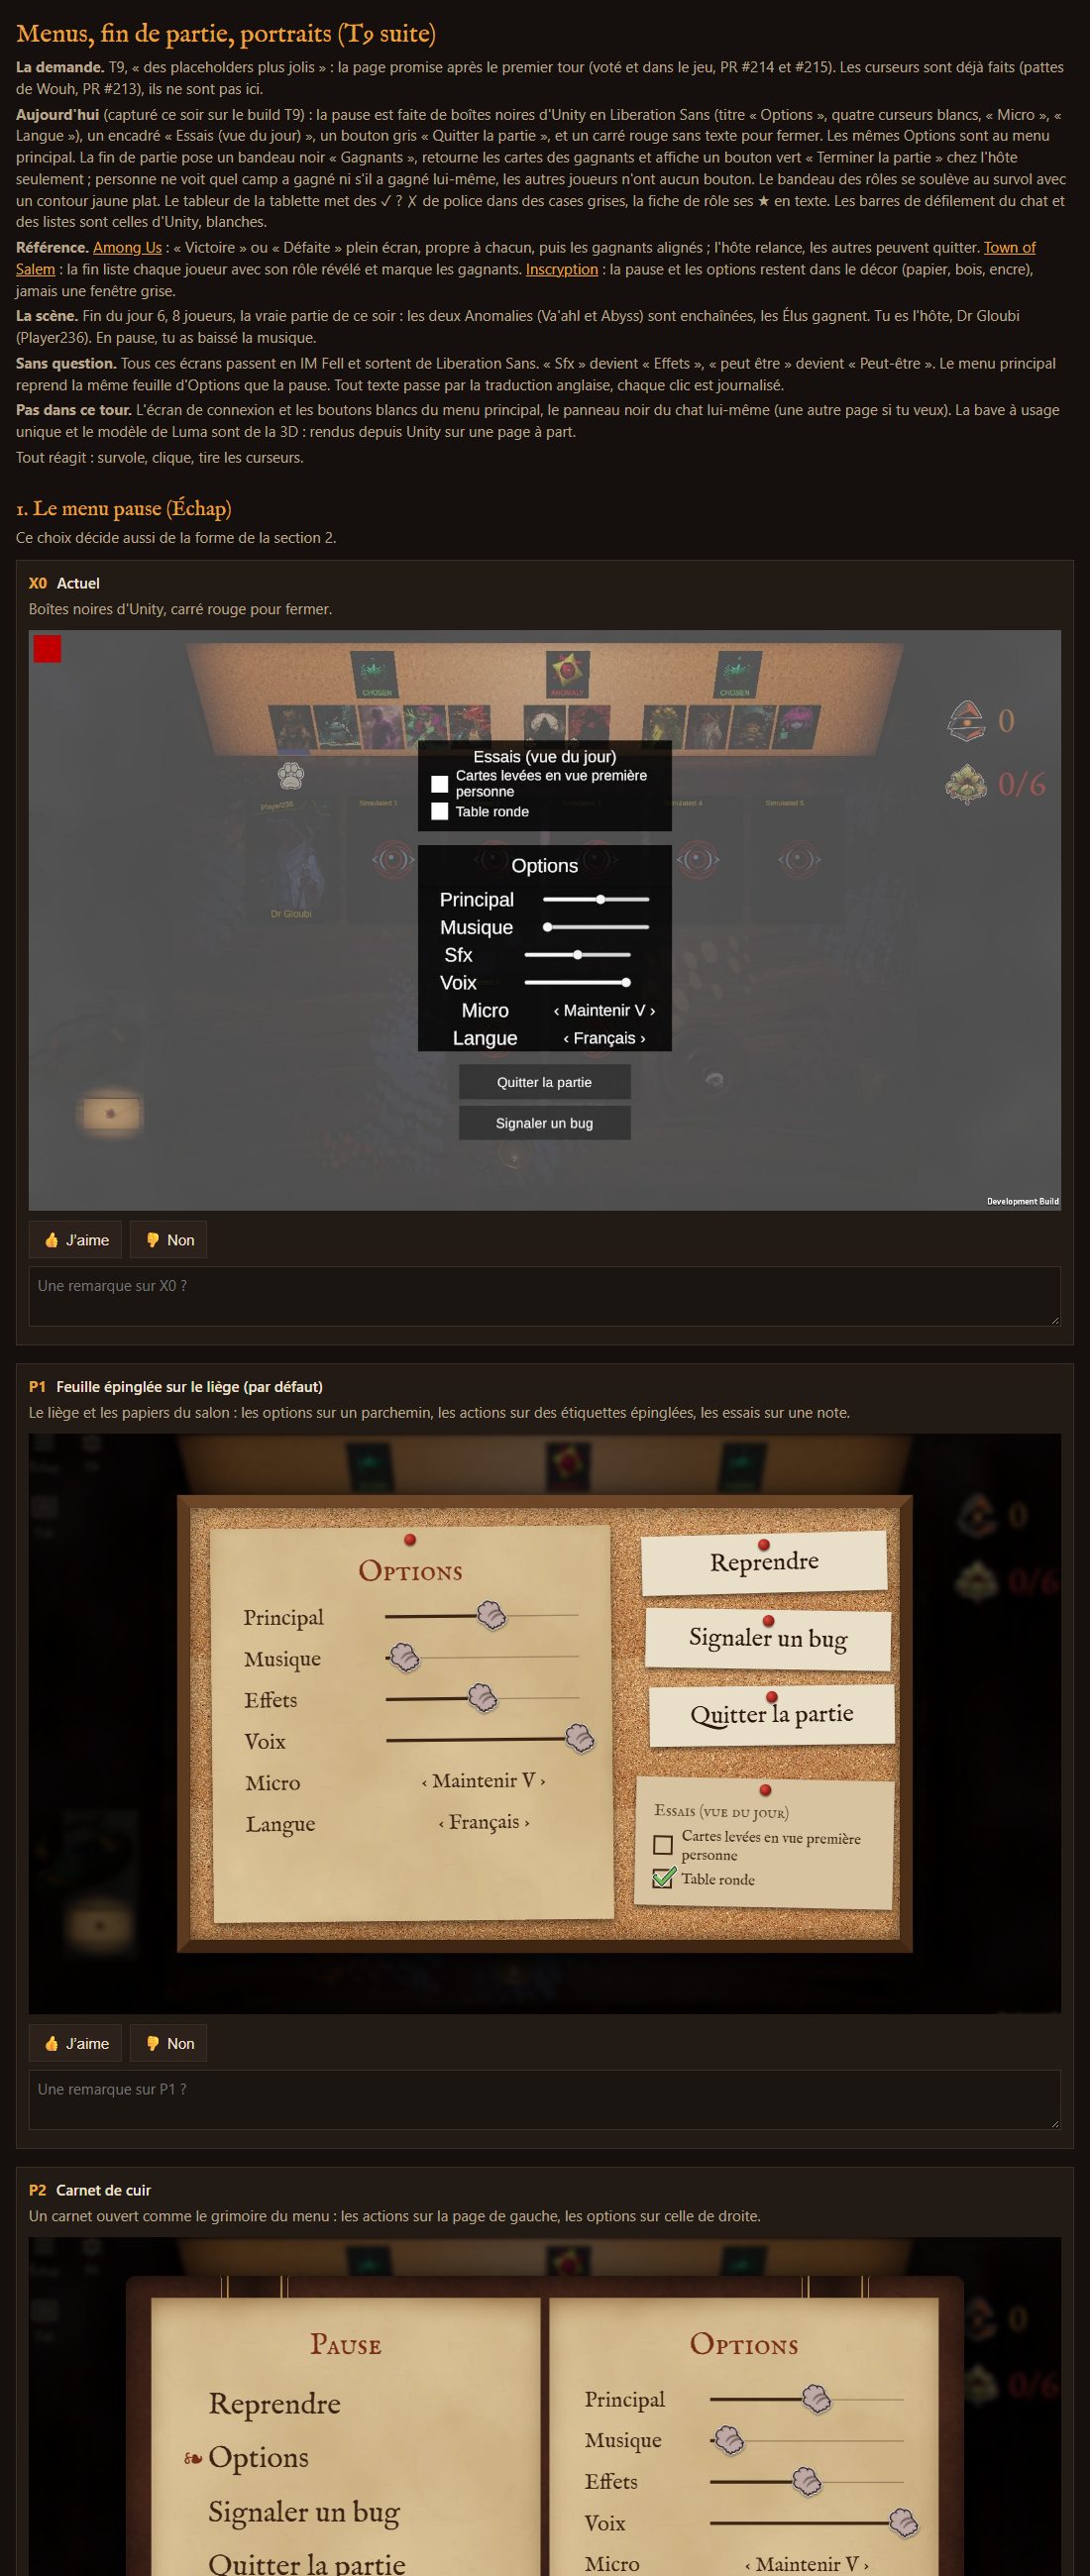 Menus, fin de partie, portraits (T9 suite)
La demande. T9, « des placeholders plus jolis » : la page promise après le premier tour (voté et dans le jeu, PR #214 et #215). Les curseurs sont déjà faits (pattes
de Wouh, PR #213), ils ne sont pas ici.
Aujourd'hui (capturé ce soir sur le build T9) : la pause est faite de boîtes noires d'Unity en Liberation Sans (titre « Options », quatre curseurs blancs, « Micro », «
Langue »), un encadré « Essais (vue du jour) », un bouton gris « Quitter la partie », et un carré rouge sans texte pour fermer. Les mêmes Options sont au menu
principal. La fin de partie pose un bandeau noir « Gagnants », retourne les cartes des gagnants et affiche un bouton vert « Terminer la partie » chez l'hôte
seulement ; personne ne voit quel camp a gagné ni s'il a gagné lui-même, les autres joueurs n'ont aucun bouton. Le bandeau des rôles se soulève au survol avec
un contour jaune plat. Le tableur de la tablette met des ✓ ? ✗ de police dans des cases grises, la fiche de rôle ses ★ en texte. Les barres de défilement du chat et
des listes sont celles d'Unity, blanches.
Référence. Among Us : « Victoire » ou « Défaite » plein écran, propre à chacun, puis les gagnants alignés ; l'hôte relance, les autres peuvent quitter. Town of
Salem : la fin liste chaque joueur avec son rôle révélé et marque les gagnants. Inscryption : la pause et les options restent dans le décor (papier, bois, encre),
jamais une fenêtre grise.
La scène. Fin du jour 6, 8 joueurs, la vraie partie de ce soir : les deux Anomalies (Va'ahl et Abyss) sont enchaînées, les Élus gagnent. Tu es l'hôte, Dr Gloubi
(Player236). En pause, tu as baissé la musique.
Sans question. Tous ces écrans passent en IM Fell et sortent de Liberation Sans. « Sfx » devient « Effets », « peut être » devient « Peut-être ». Le menu principal
reprend la même feuille d'Options que la pause. Tout texte passe par la traduction anglaise, chaque clic est journalisé.
Pas dans ce tour. L'écran de connexion et les boutons blancs du menu principal, le panneau noir du chat lui-même (une autre page si tu veux). La bave à usage
unique et le modèle de Luma sont de la 3D : rendus depuis Unity sur une page à part.
Tout réagit : survole, clique, tire les curseurs.
1. Le menu pause (Échap)
Ce choix décide aussi de la forme de la section 2.
X0 Actuel
Boîtes noires d'Unity, carré rouge pour fermer.
CHOSEN
ANOMALY
CHOSEN
0
0/6
Player236
Simulated 1
Simulated 4
Simulated 5
Dr Gloubi
Essais (vue du jour)
Cartes levées en vue première
personne
Table ronde
Options
Principal
Musique
Sfx
Voix
Micro ‹ Maintenir V ›
Langue ‹ Français ›
Quitter la partie
Signaler un bug
Development Build
👍 J'aime 👎 Non
Une remarque sur X0 ?
P1 Feuille épinglée sur le liège (par défaut)
Le liège et les papiers du salon : les options sur un parchemin, les actions sur des étiquettes épinglées, les essais sur une note.
0
0/6
Options
Principal
Musique
Effets
Voix
Micro ‹ Maintenir V ›
Langue ‹ Français ›
Reprendre
Signaler un bug
Quitter la partie
Essais (vue du jour)
Cartes levées en vue première
personne
Table ronde
👍 J'aime 👎 Non
Une remarque sur P1 ?
P2 Carnet de cuir
Un carnet ouvert comme le grimoire du menu : les actions sur la page de gauche, les options sur celle de droite.
0
0/6
Pause
Reprendre
❧ Options
Signaler un bug
Quitter la partie
Options
Principal
Musique
Effets
Voix
Micro ‹ Maintenir V ›